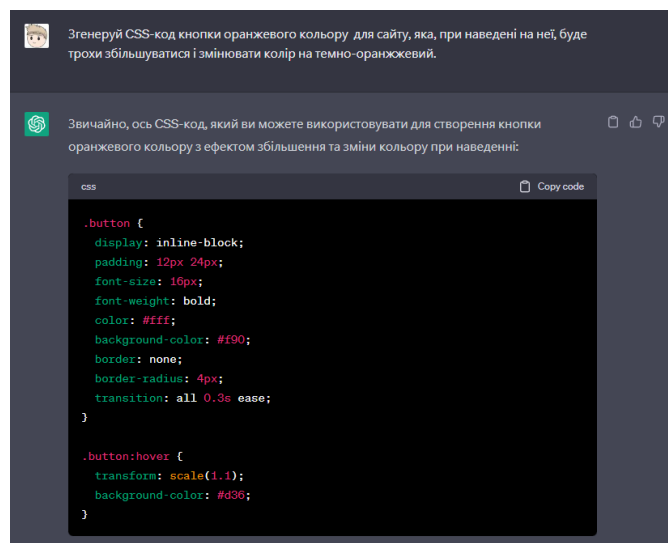 Згенеруй CSS-код кнопки оранжевого кольору для сайту, яка, при наведені на неї, буде
трохи збільшуватися і змінювати колір на темно-оранжжевий.
Звичайно, ось CSS-код, який ви можете використовувати для створення кнопки
оранжевого кольору з ефектом збільшення та зміни кольору при наведенні:
css
Copy code
.button {
  display: inline-block;
  padding: 12px 24px;
  font-size: 16px;
  font-weight: bold;
  color: #fff;
  background-color: #f90;
  border: none;
  border-radius: 4px;
  transition: all 0.3s ease;
}

.button:hover {
  transform: scale(1.1);
  background-color: #d36;
}